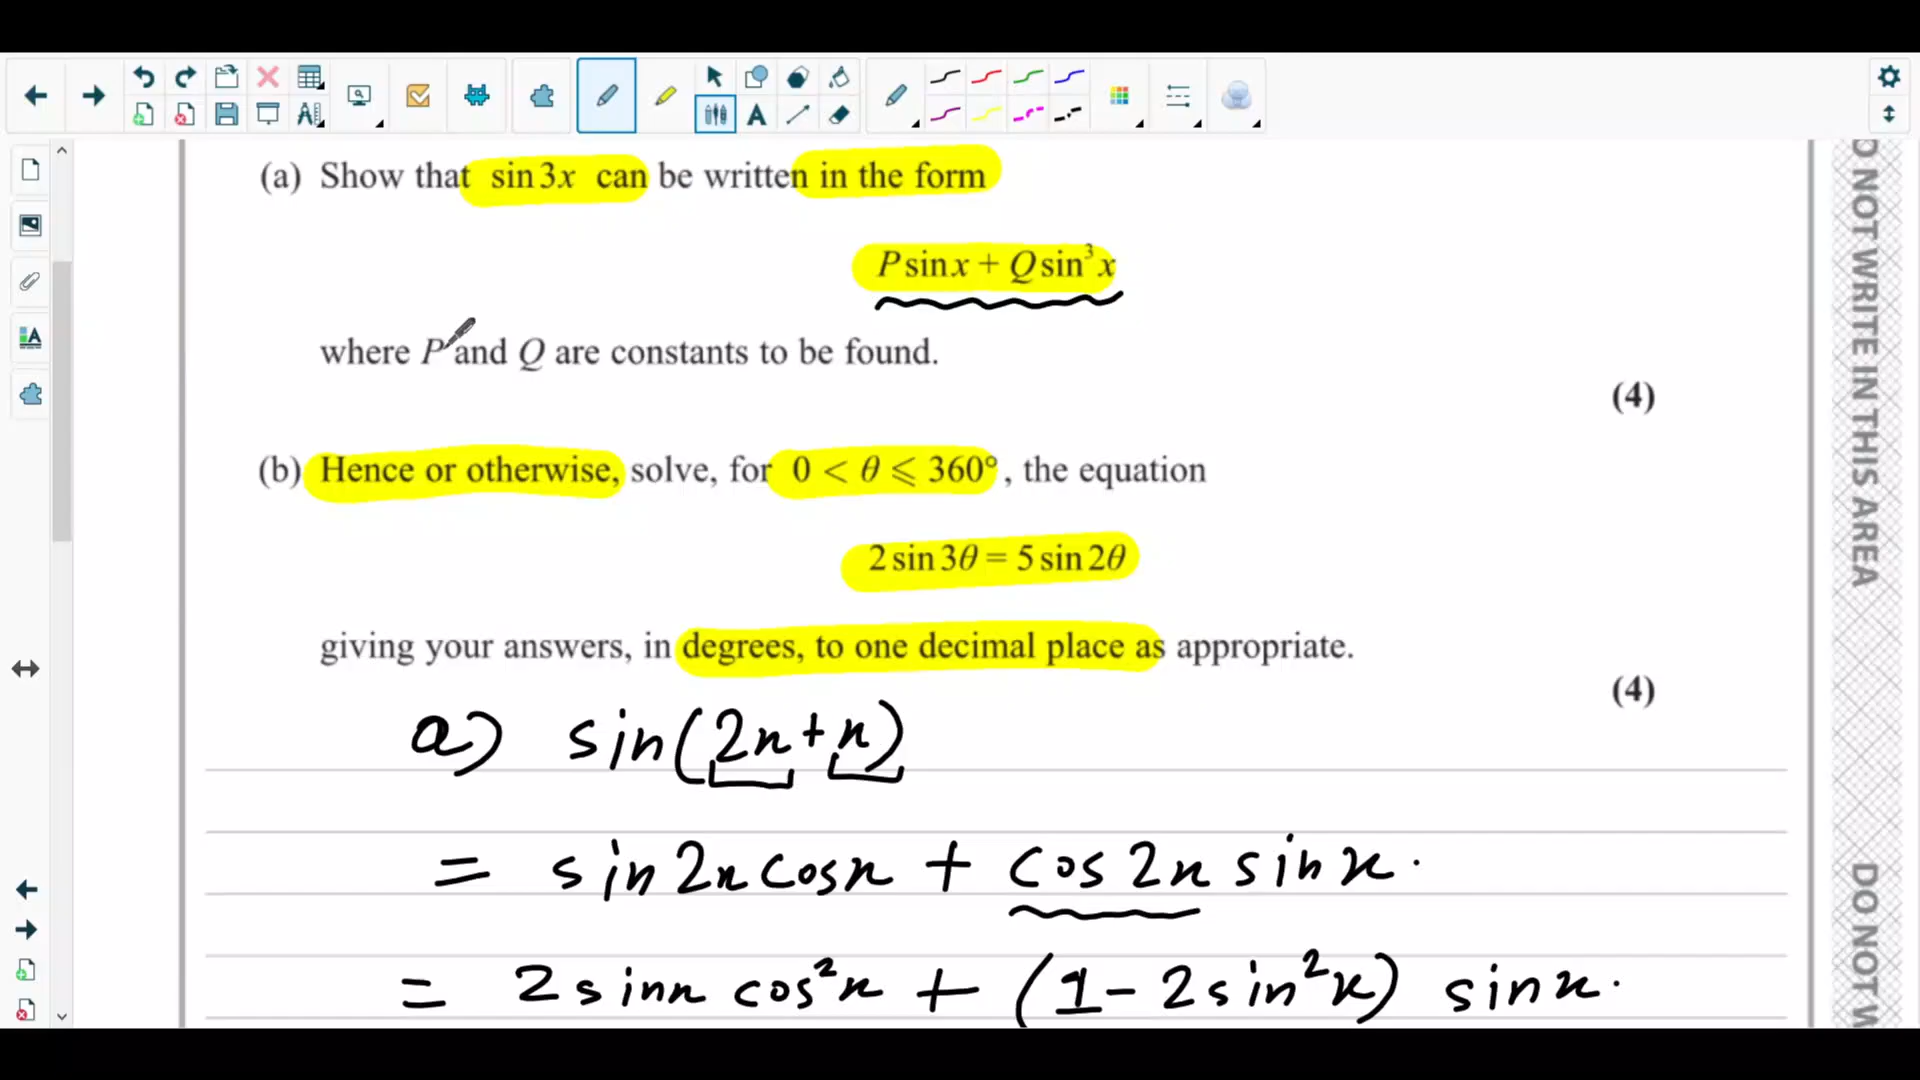 (a) Show that sin 3x can be written in the form
P sin x + Q sin³ x
where P and Q are constants to be found.
(4)
(b) Hence or otherwise, solve, for 0 < θ ⩽ 360°, the equation
2 sin 3θ = 5 sin 2θ
giving your answers, in degrees, to one decimal place as appropriate.
(4)
a) sin(2x+x)
= sin2x cosx + cos2x sinx.
= 2sinx cos²x + (1-2sin²x) sinx.
O NOT WRITE IN THIS AREA
DO NOT W